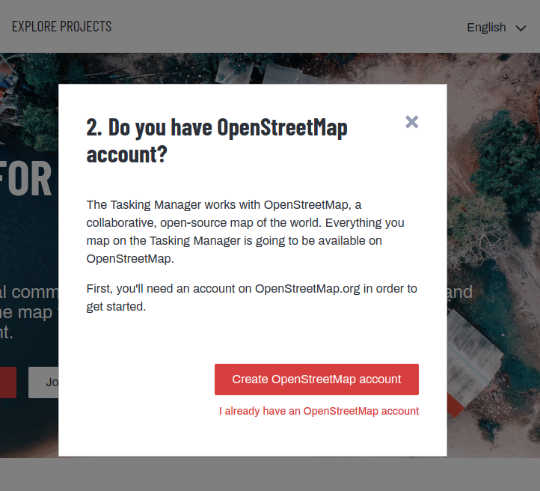 EXPLORE PROJECTS
English
2. Do you have OpenStreetMap
account?
The Tasking Manager works with OpenStreetMap, a
collaborative, open-source map of the world. Everything you
map on the Tasking Manager is going to be available on
OpenStreetMap.
First, you'll need an account on OpenStreetMap.org in order to
get started.
Create OpenStreetMap account
I already have an OpenStreetMap account
FOR
al comm
and
e map
nt.
Jo